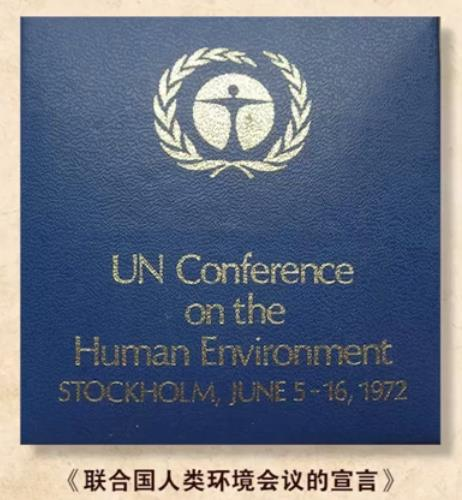 UN Conference
on the
Human Environment
STOCKHOLM, JUNE 5-16, 1972
《联合国人类环境会议的宣言》